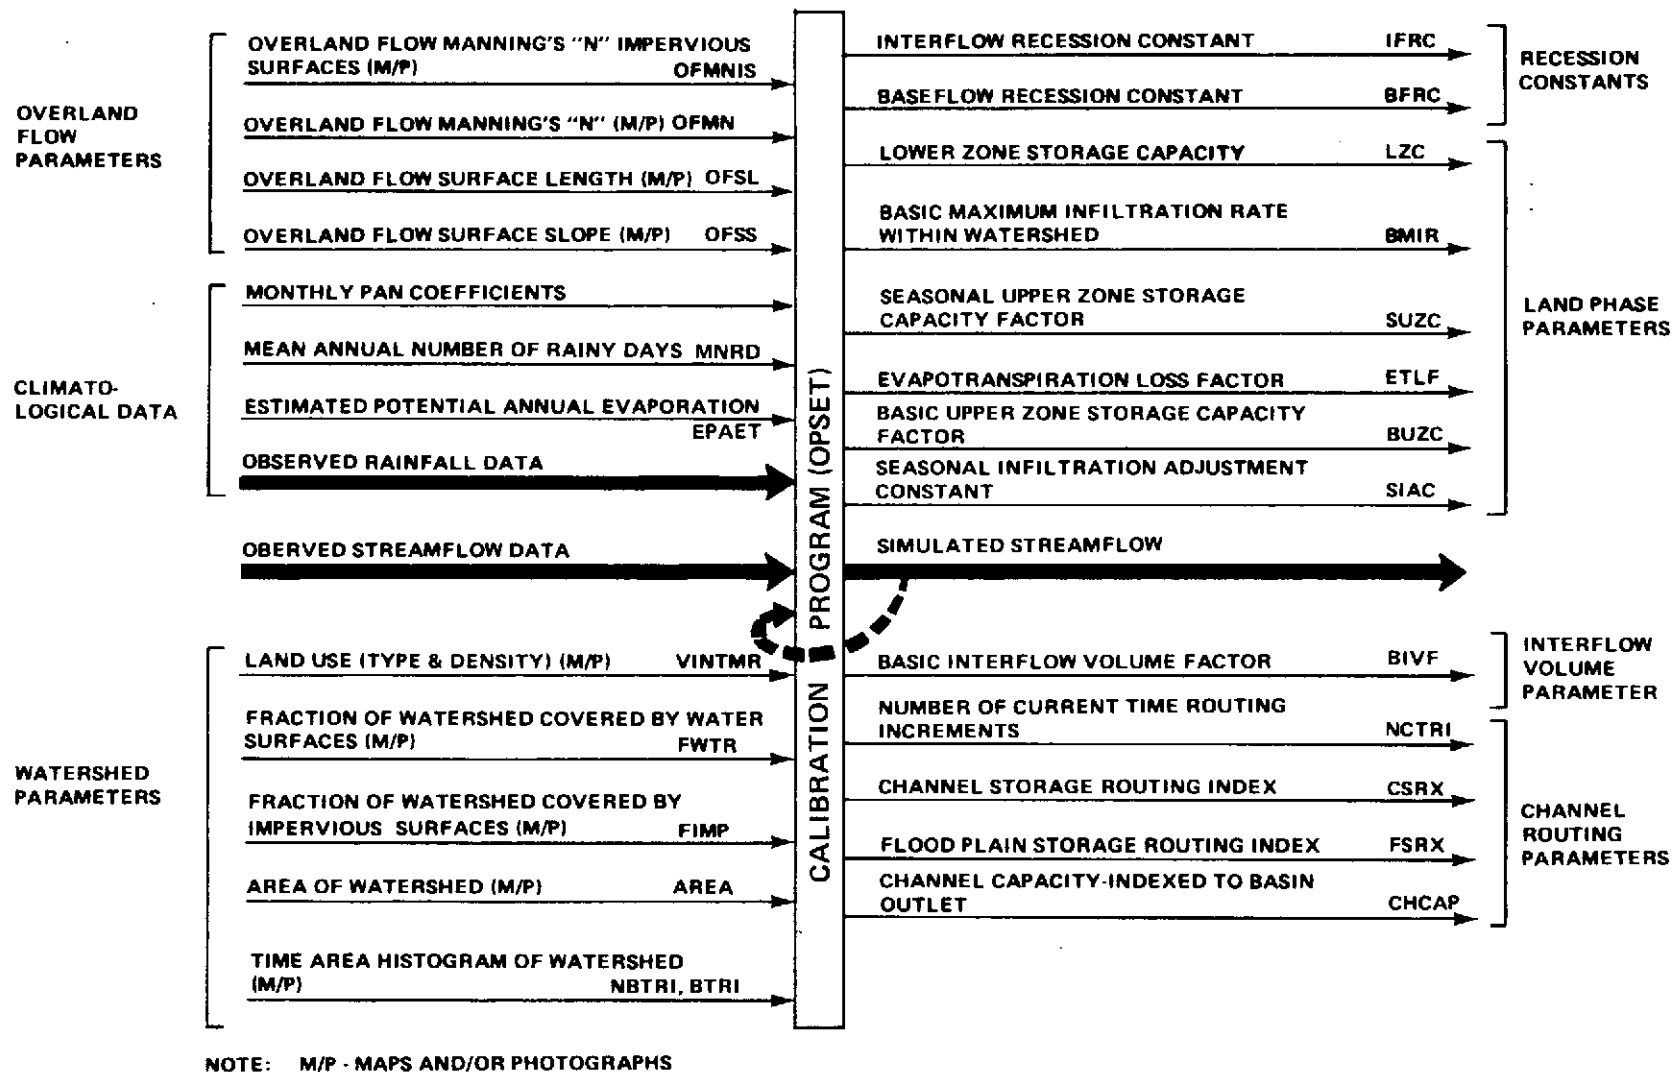 OVERLAND
FLOW
PARAMETERS
OVERLAND FLOW MANNING'S "N" IMPERVIOUS
SURFACES (M/P) OFMNIS
OVERLAND FLOW MANNING'S "N" (M/P) OFMN
OVERLAND FLOW SURFACE LENGTH (M/P) OFSL
OVERLAND FLOW SURFACE SLOPE (M/P) OFSS
CLIMATO-
LOGICAL DATA
MONTHLY PAN COEFFICIENTS
MEAN ANNUAL NUMBER OF RAINY DAYS MNRD
ESTIMATED POTENTIAL ANNUAL EVAPORATION
EPAET
OBSERVED RAINFALL DATA
OBERVED STREAMFLOW DATA
WATERSHED
PARAMETERS
LAND USE (TYPE & DENSITY) (M/P) VINTMR
FRACTION OF WATERSHED COVERED BY WATER
SURFACES (M/P) FWTR
FRACTION OF WATERSHED COVERED BY
IMPERVIOUS SURFACES (M/P) FIMP
AREA OF WATERSHED (M/P) AREA
TIME AREA HISTOGRAM OF WATERSHED
(M/P) NBTRI, BTRI
CALIBRATION PROGRAM (OPSET)
INTERFLOW RECESSION CONSTANT IFRC
BASEFLOW RECESSION CONSTANT BFRC
RECESSION
CONSTANTS
LOWER ZONE STORAGE CAPACITY LZC
BASIC MAXIMUM INFILTRATION RATE
WITHIN WATERSHED BMIR
SEASONAL UPPER ZONE STORAGE
CAPACITY FACTOR SUZC
EVAPOTRANSPIRATION LOSS FACTOR ETLF
BASIC UPPER ZONE STORAGE CAPACITY
FACTOR BUZC
SEASONAL INFILTRATION ADJUSTMENT
CONSTANT SIAC
LAND PHASE
PARAMETERS
SIMULATED STREAMFLOW
BASIC INTERFLOW VOLUME FACTOR BIVF
INTERFLOW
VOLUME
PARAMETER
NUMBER OF CURRENT TIME ROUTING
INCREMENTS NCTRI
CHANNEL STORAGE ROUTING INDEX CSRX
FLOOD PLAIN STORAGE ROUTING INDEX FSRX
CHANNEL CAPACITY-INDEXED TO BASIN
OUTLET CHCAP
CHANNEL
ROUTING
PARAMETERS
NOTE: M/P - MAPS AND/OR PHOTOGRAPHS